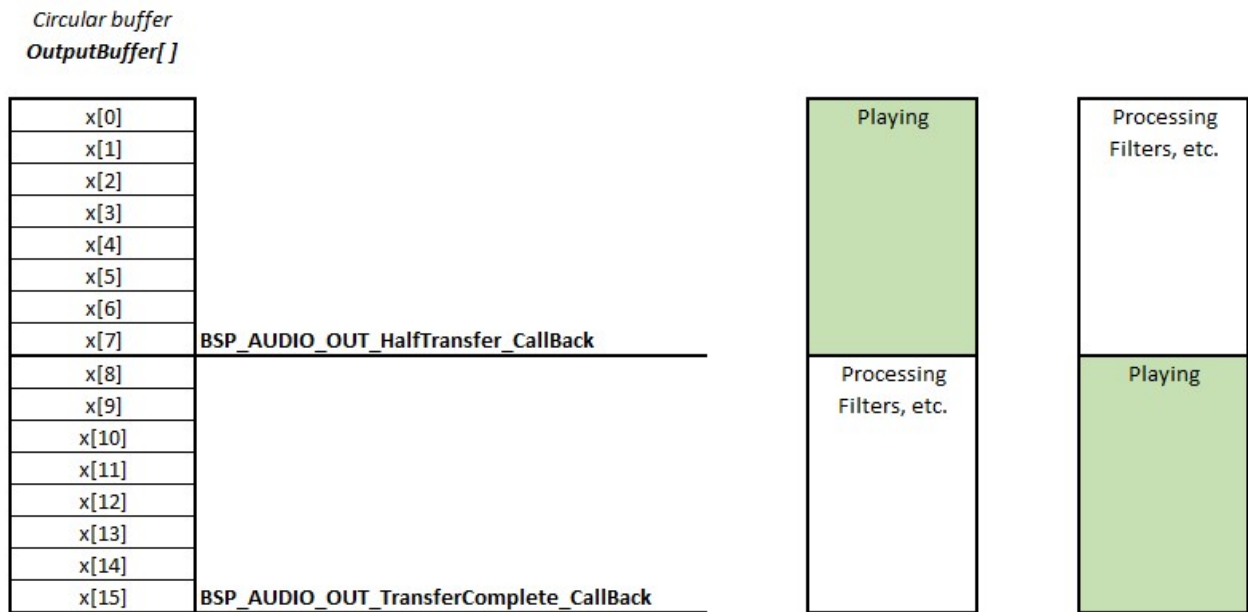 Circular buffer
OutputBuffer[ ]
x[0]
Playing
Processing
x[1]
Filters, etc.
x[2]
x[3]
x[4]
x[5]
x[6]
x[7]
BSP_AUDIO_OUT_HalfTransfer_CallBack
x[8]
Processing
Playing
x[9]
Filters, etc.
x[10]
x[11]
x[12]
x[13]
x[14]
x[15]
BSP_AUDIO_OUT_TransferComplete_CallBack